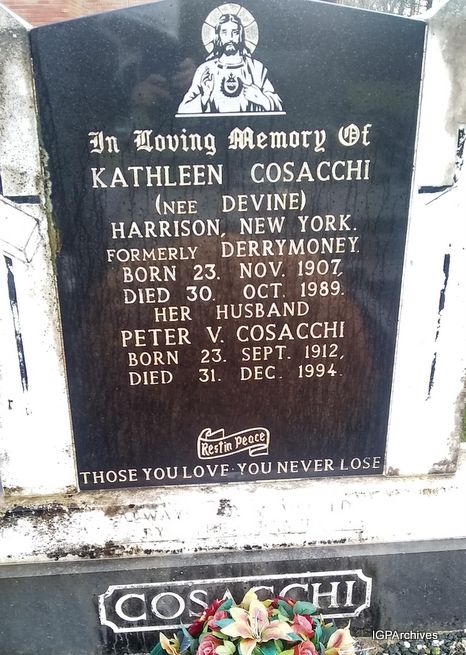 In Loving Memory Of
KATHLEEN COSACCHI
(NEE DEVINE)
HARRISON, NEW YORK.
FORMERLY DERRYMONEY.
BORN 23. NOV. 1907,
DIED 30. OCT. 1989.
HER HUSBAND
PETER V. COSACCHI
BORN 23. SEPT. 1912,
DIED 31. DEC. 1994.
Rest in Peace
THOSE YOU LOVE · YOU NEVER LOSE
COSACCHI
IGPArchives